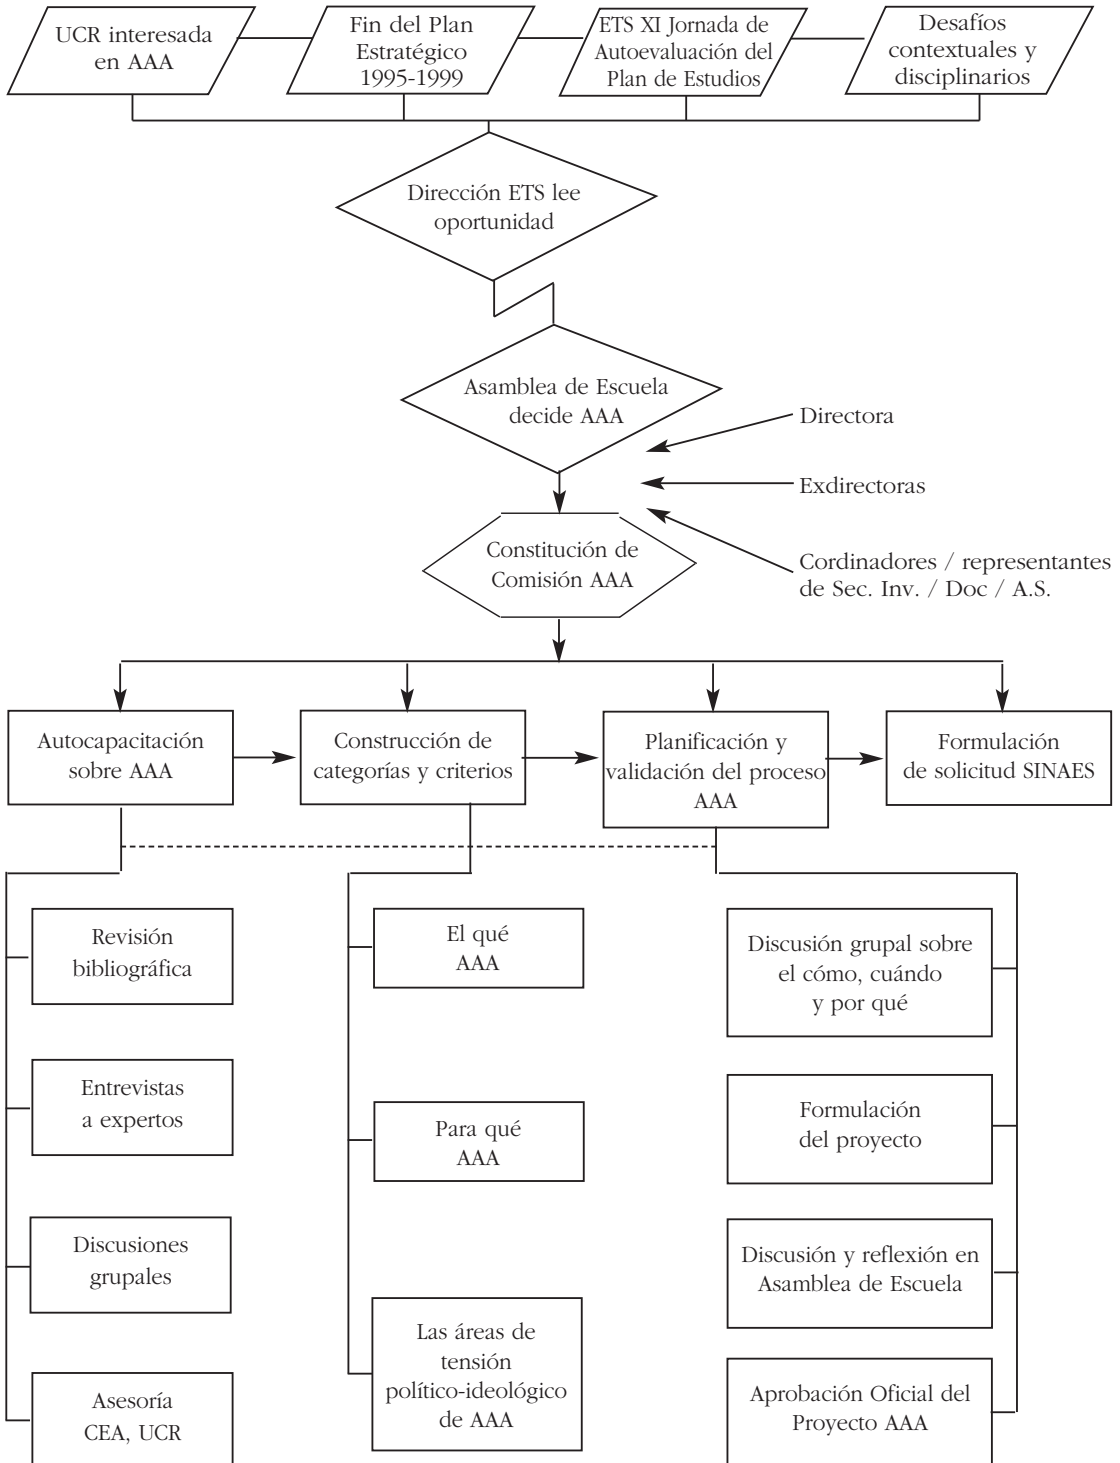 UCR interesada
en AAA
Fin del Plan
Estratégico
1995-1999
ETS XI Jornada de
Autoevaluación del
Plan de Estudios
Desafíos
contextuales y
disciplinarios
Dirección ETS lee
oportunidad
Asamblea de Escuela
decide AAA
Directora
Exdirectoras
Cordinadores / representantes
de Sec. Inv. / Doc / A.S.
Constitución de
Comisión AAA
Autocapacitación
sobre AAA
Construcción de
categorías y criterios
Planificación y
validación del proceso
AAA
Formulación
de solicitud SINAES
Revisión
bibliográfica
Entrevistas
a expertos
Discusiones
grupales
Asesoría
CEA, UCR
El qué
AAA
Para qué
AAA
Las áreas de
tensión
político-ideológico
de AAA
Discusión grupal sobre
el cómo, cuándo
y por qué
Formulación
del proyecto
Discusión y reflexión en
Asamblea de Escuela
Aprobación Oficial del
Proyecto AAA